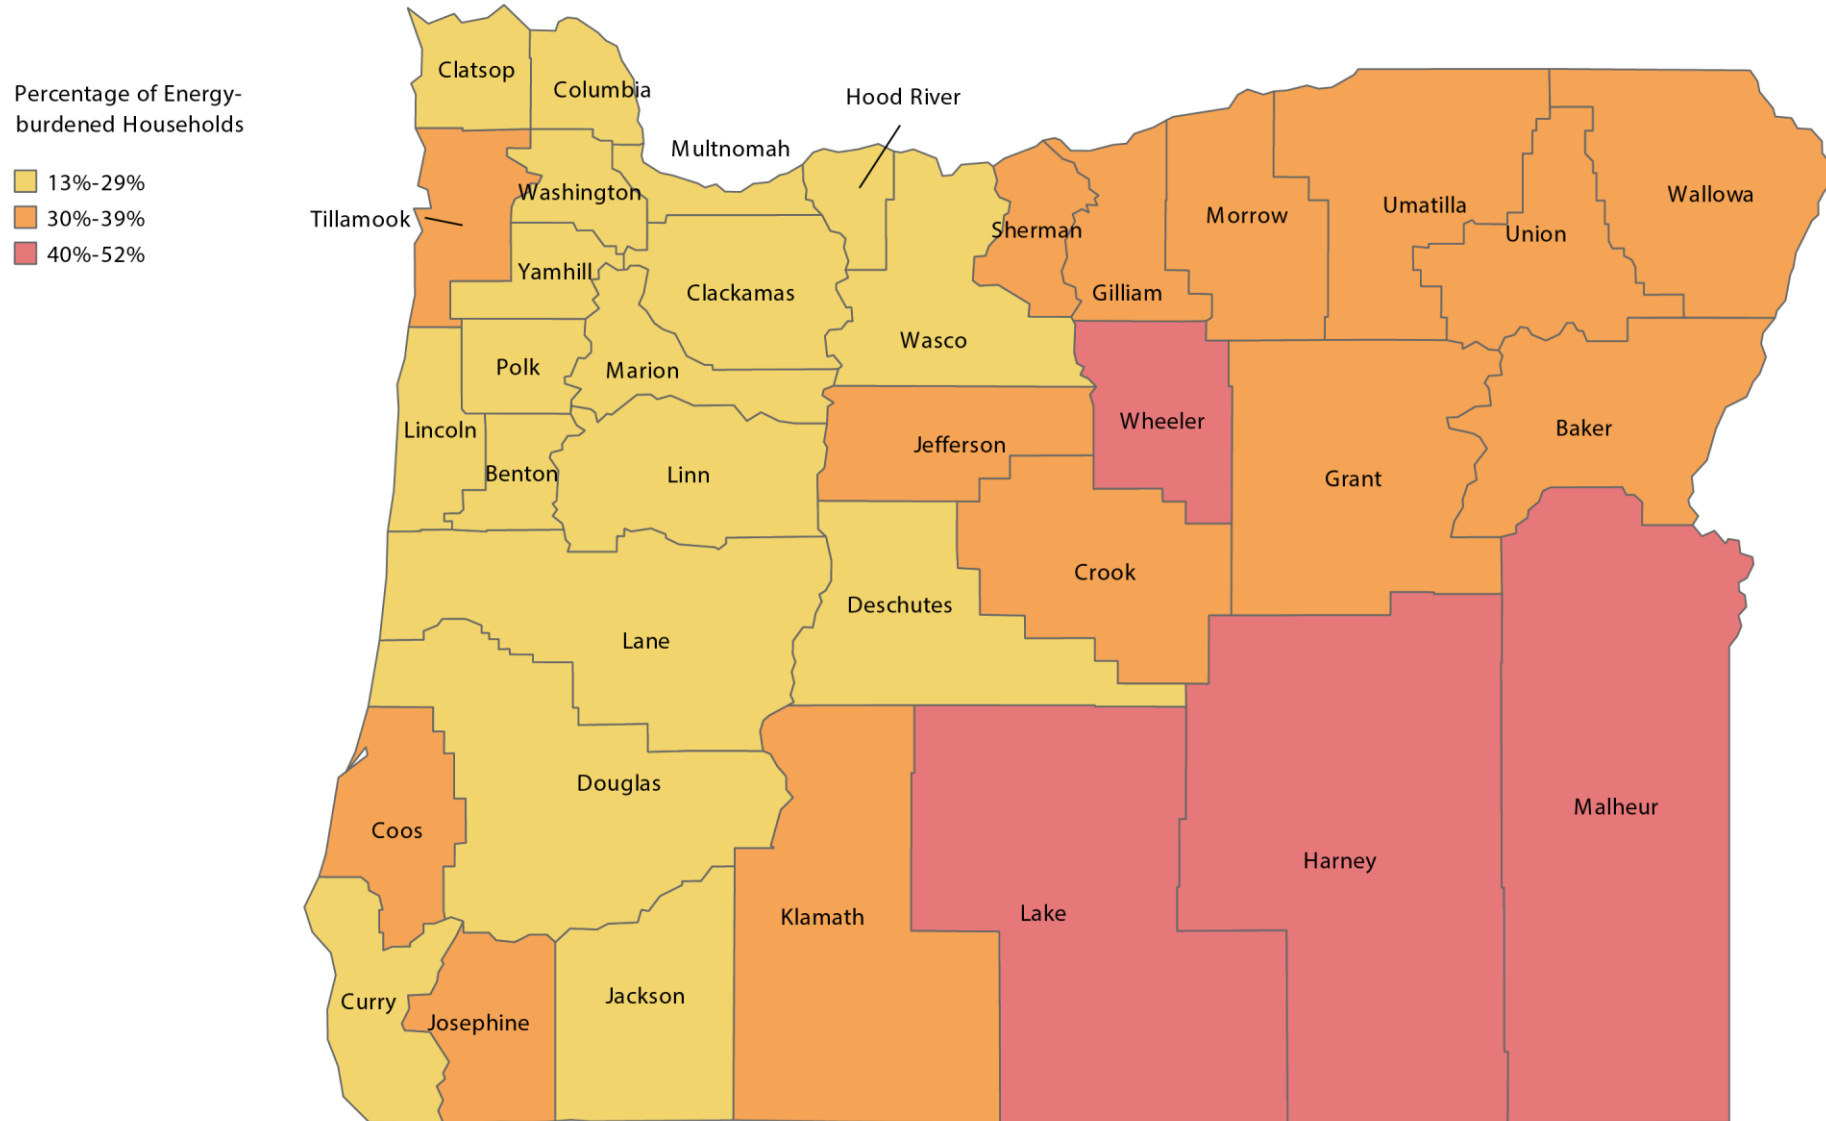 Percentage of Energy-
burdened Households
13%-29%
30%-39%
40%-52%
Clatsop
Columbia
Hood River
Multnomah
Washington
Tillamook
Yamhill
Clackamas
Sherman
Gilliam
Morrow
Umatilla
Union
Wallowa
Wasco
Polk
Marion
Lincoln
Benton
Linn
Jefferson
Wheeler
Grant
Baker
Crook
Deschutes
Lane
Douglas
Coos
Malheur
Harney
Klamath
Lake
Curry
Josephine
Jackson